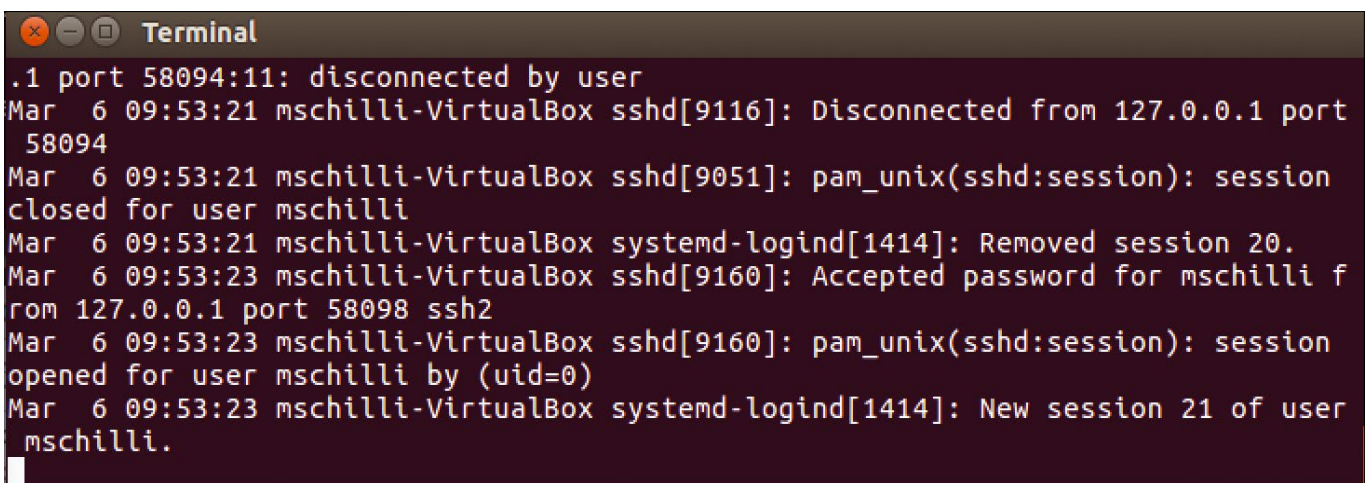 Terminal
.1 port 58094:11: disconnected by user
Mar  6 09:53:21 mschilli-VirtualBox sshd[9116]: Disconnected from 127.0.0.1 port
 58094
Mar  6 09:53:21 mschilli-VirtualBox sshd[9051]: pam_unix(sshd:session): session
closed for user mschilli
Mar  6 09:53:21 mschilli-VirtualBox systemd-logind[1414]: Removed session 20.
Mar  6 09:53:23 mschilli-VirtualBox sshd[9160]: Accepted password for mschilli f
rom 127.0.0.1 port 58098 ssh2
Mar  6 09:53:23 mschilli-VirtualBox sshd[9160]: pam_unix(sshd:session): session
opened for user mschilli by (uid=0)
Mar  6 09:53:23 mschilli-VirtualBox systemd-logind[1414]: New session 21 of user
 mschilli.